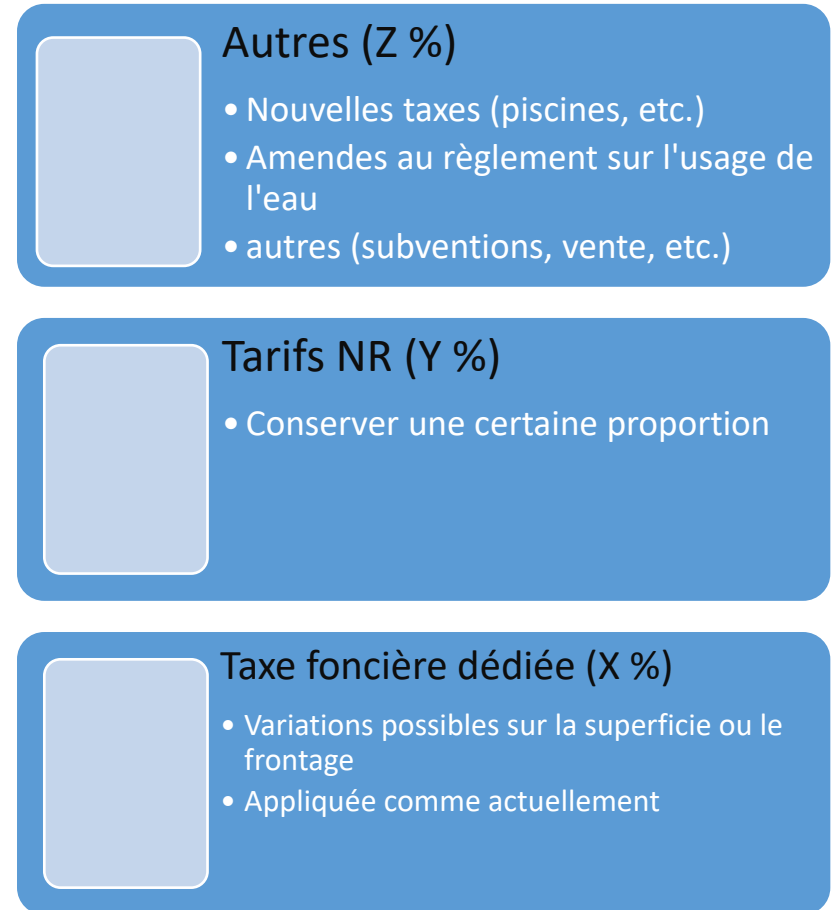 Autres (Z %)
• Nouvelles taxes (piscines, etc.)
• Amendes au règlement sur l'usage de
l'eau
• autres (subventions, vente, etc.)
Tarifs NR (Y %)
• Conserver une certaine proportion
Taxe foncière dédiée (X %)
• Variations possibles sur la superficie ou le
frontage
• Appliquée comme actuellement